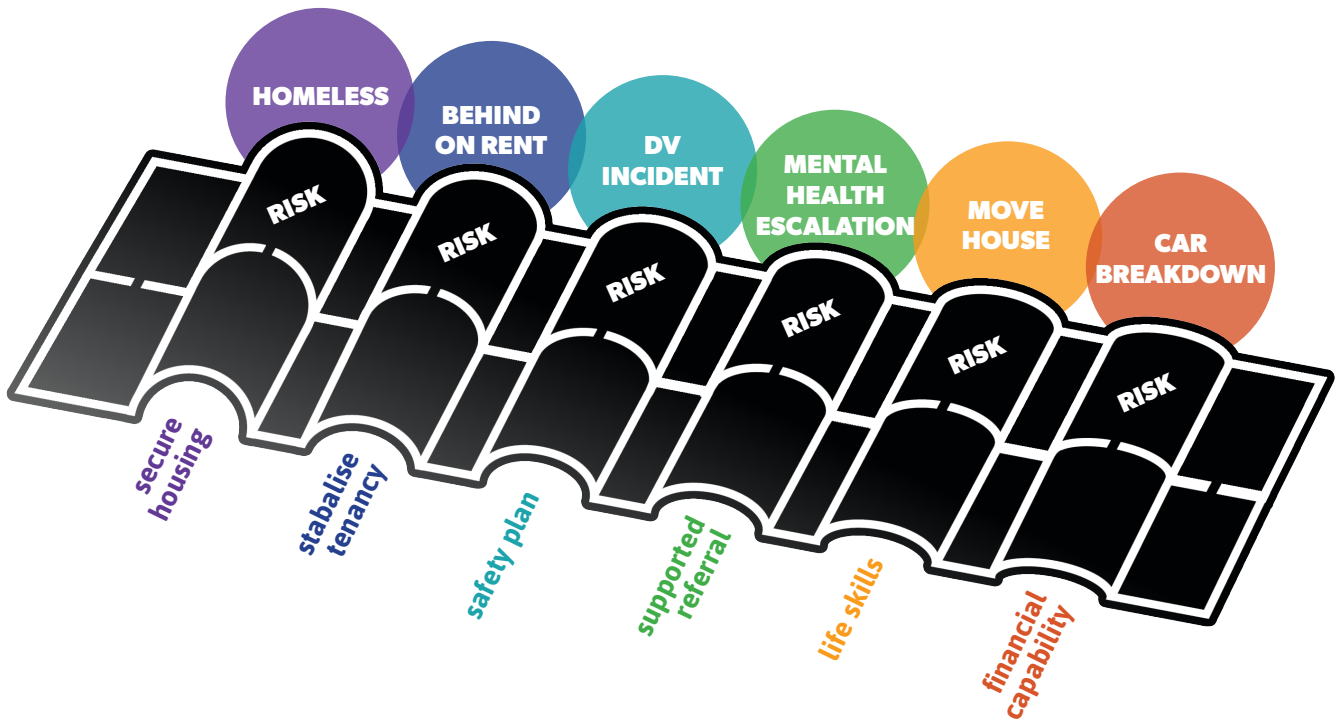 HOMELESS
BEHIND
ON RENT
DV
INCIDENT
MENTAL
HEALTH
ESCALATION
MOVE
HOUSE
CAR
BREAKDOWN
RISK
RISK
RISK
RISK
RISK
RISK
secure
housing
stabalise
tenancy
safety plan
supported
referral
life skills
financial
capability